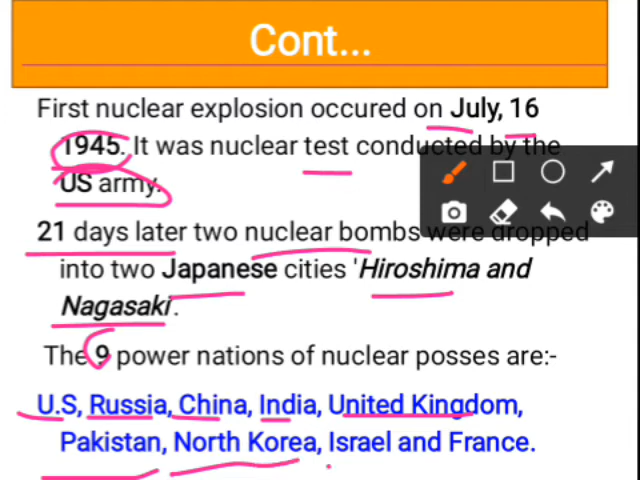 Cont...
First nuclear explosion occured on July, 16
1945. It was nuclear test conducted by the
US army.
21 days later two nuclear bombs were dropped
into two Japanese cities 'Hiroshima and
Nagasaki'.
The 9 power nations of nuclear posses are:-
U.S, Russia, China, India, United Kingdom,
Pakistan, North Korea, Israel and France.